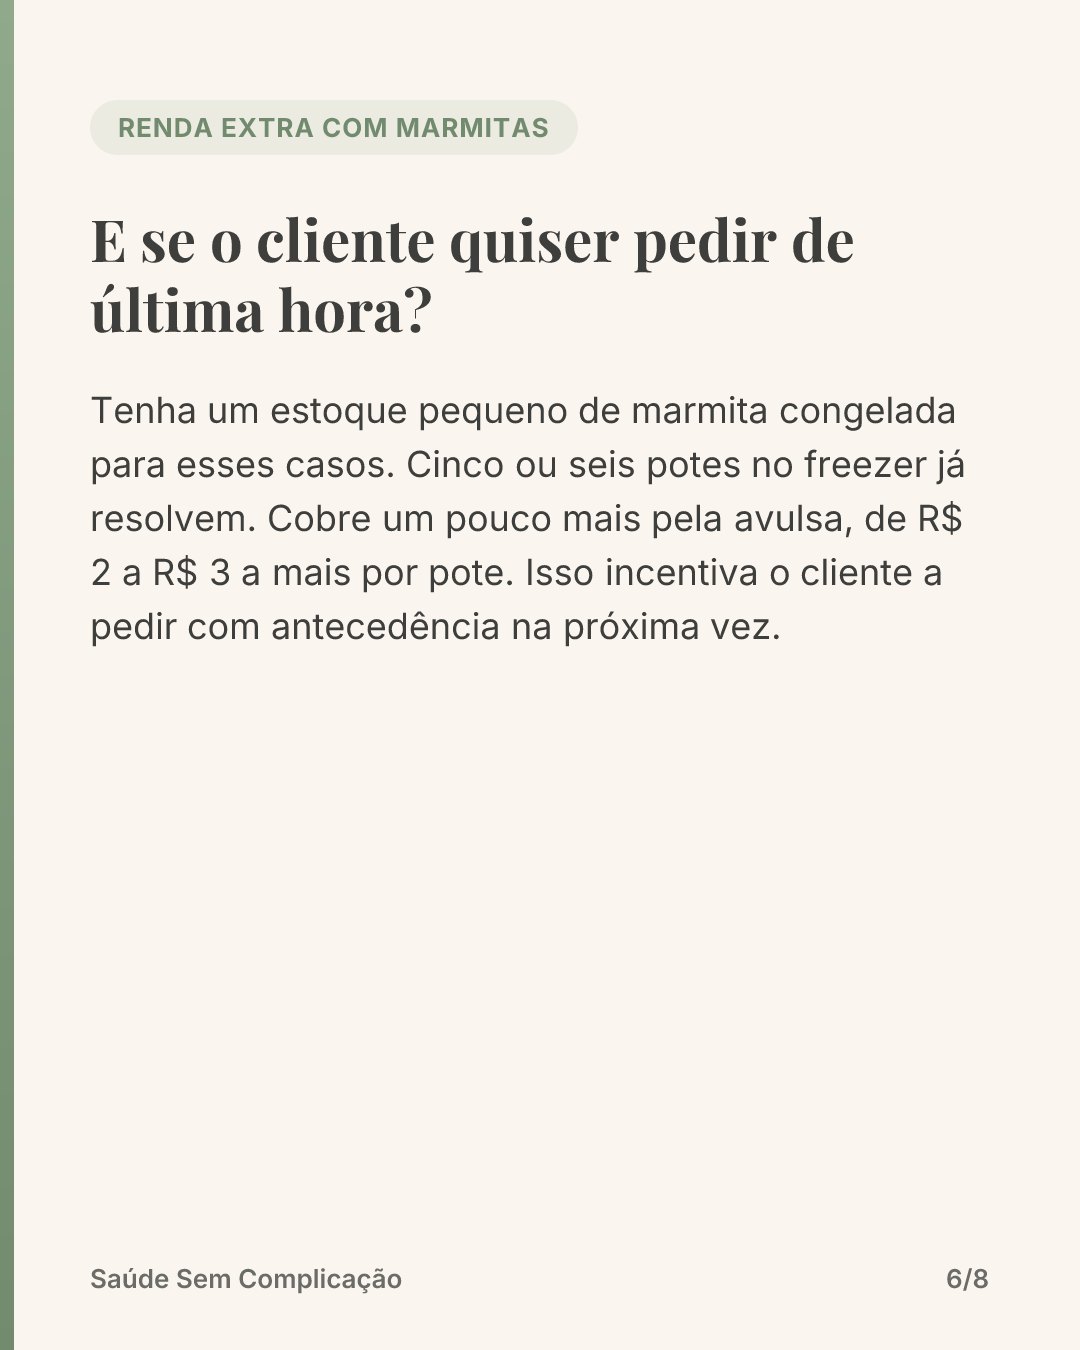 RENDA EXTRA COM MARMITAS
E se o cliente quiser pedir de
última hora?
Tenha um estoque pequeno de marmita congelada
para esses casos. Cinco ou seis potes no freezer já
resolvem. Cobre um pouco mais pela avulsa, de R$
2 a R$ 3 a mais por pote. Isso incentiva o cliente a
pedir com antecedência na próxima vez.
Saúde Sem Complicação
6/8